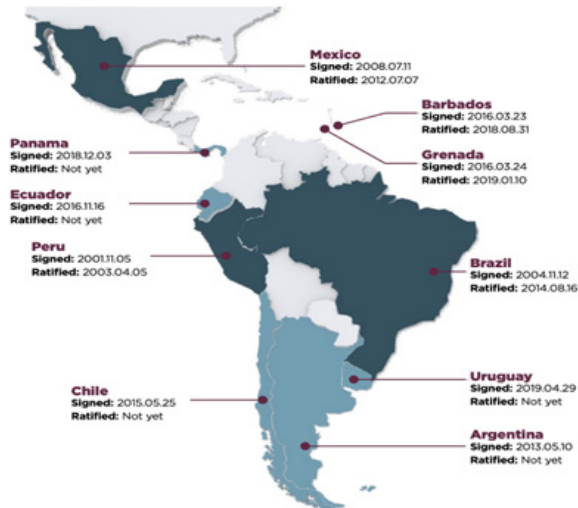 Mexico
Signed: 2008.07.11
Ratified: 2012.07.07
Barbados
Signed: 2016.03.23
Ratified: 2018.08.31
Grenada
Signed: 2016.03.24
Ratified: 2019.01.10
Panama
Signed: 2018.12.03
Ratified: Not yet
Ecuador
Signed: 2016.11.16
Ratified: Not yet
Peru
Signed: 2001.11.05
Ratified: 2003.04.05
Brazil
Signed: 2004.11.12
Ratified: 2014.08.16
Uruguay
Signed: 2019.04.29
Ratified: Not yet
Chile
Signed: 2015.05.25
Ratified: Not yet
Argentina
Signed: 2013.05.10
Ratified: Not yet